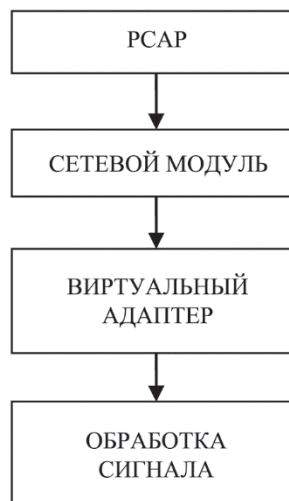 PCAP
СЕТЕВОЙ МОДУЛЬ
ВИРТУАЛЬНЫЙ
АДАПТЕР
ОБРАБОТКА
СИГНАЛА